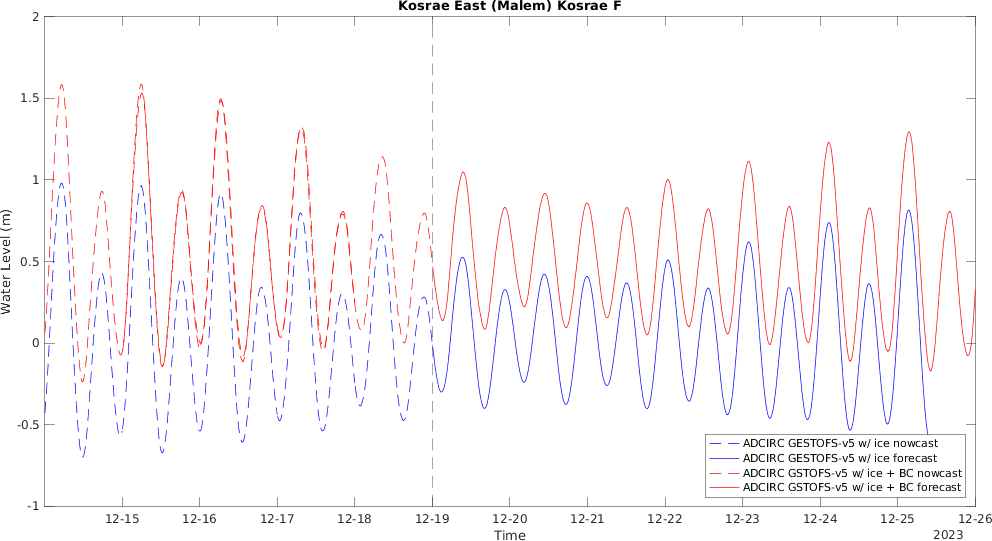 Kosrae East (Malem) Kosrae F
Water Level (m)
2
1.5
1
0.5
0
-0.5
-1
12-15
12-16
12-17
12-18
12-19
12-20
12-21
12-22
12-23
12-24
12-25
12-26
Time
2023
ADCIRC GESTOFS-v5 w/ ice nowcast
ADCIRC GESTOFS-v5 w/ ice forecast
ADCIRC GSTOFS-v5 w/ ice + BC nowcast
ADCIRC GSTOFS-v5 w/ ice + BC forecast